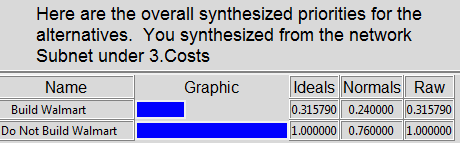 Here are the overall synthesized priorities for the
alternatives. You synthesized from the network
Subnet under 3.Costs
Name Graphic Ideals Normals Raw
Build Walmart 0.315790 0.240000 0.315790
Do Not Build Walmart 1.000000 0.760000 1.000000